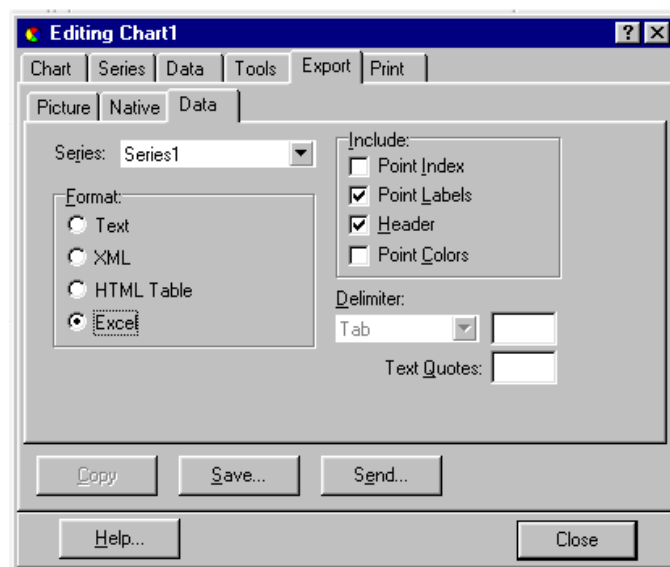 Editing Chart1
Chart Series Data Tools Export Print
Picture Native Data
Series: Series1
Format:
Text
XML
HTML Table
Excel
Include:
Point Index
Point Labels
Header
Point Colors
Delimiter:
Tab
Text Quotes:
Copy Save... Send...
Help... Close